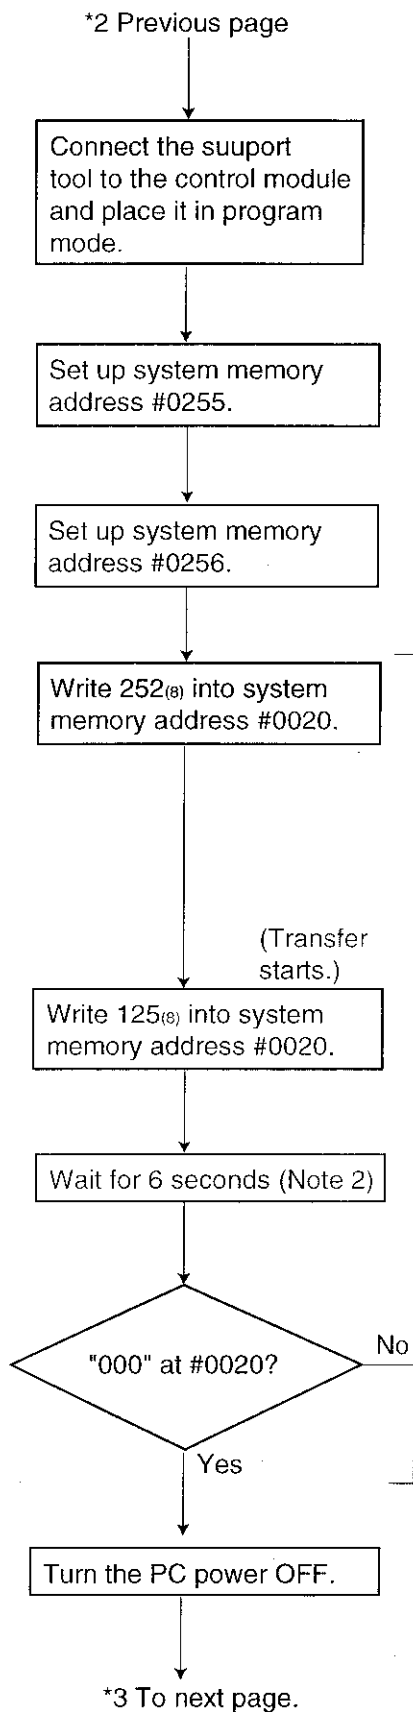 *2 Previous page
Connect the suuport
tool to the control module
and place it in program
mode.
Set up system memory
address #0255.
Set up system memory
address #0256.
Write 252(8) into system
memory address #0020.
(Transfer
starts.)
Write 125(8) into system
memory address #0020.
Wait for 6 seconds (Note 2)
"000" at #0020?
No
Yes
Turn the PC power OFF.
*3 To next page.